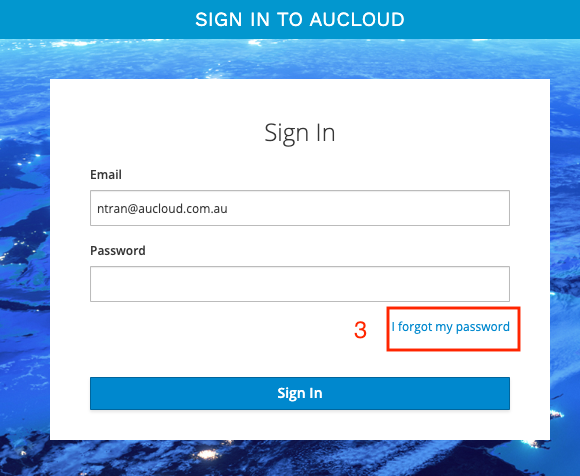 SIGN IN TO AUCLOUD
Sign In
Email
ntran@aucloud.com.au
Password
3 I forgot my password
Sign In